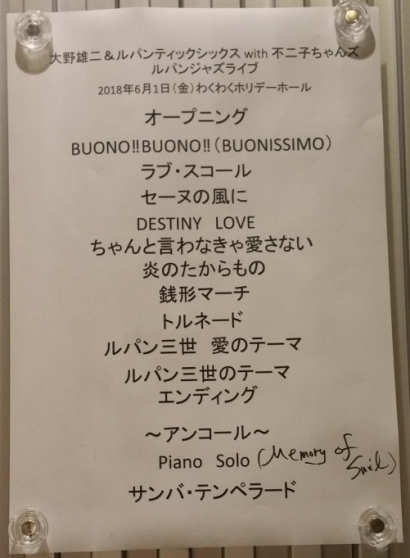 大野雄二＆ルパンティックシックス with 不二子ちゃんズ
ルパンジャズライブ
2018年6月1日（金）わくわくホリデーホール
オープニング
BUONO!!BUONO!!（BUONISSIMO）
ラブ・スコール
セーヌの風に
DESTINY LOVE
ちゃんと言わなきゃ愛さない
炎のたからもの
銭形マーチ
トルネード
ルパン三世 愛のテーマ
ルパン三世のテーマ
エンディング
～アンコール～
Piano Solo (Memory of
Smile)
サンバ・テンペラード